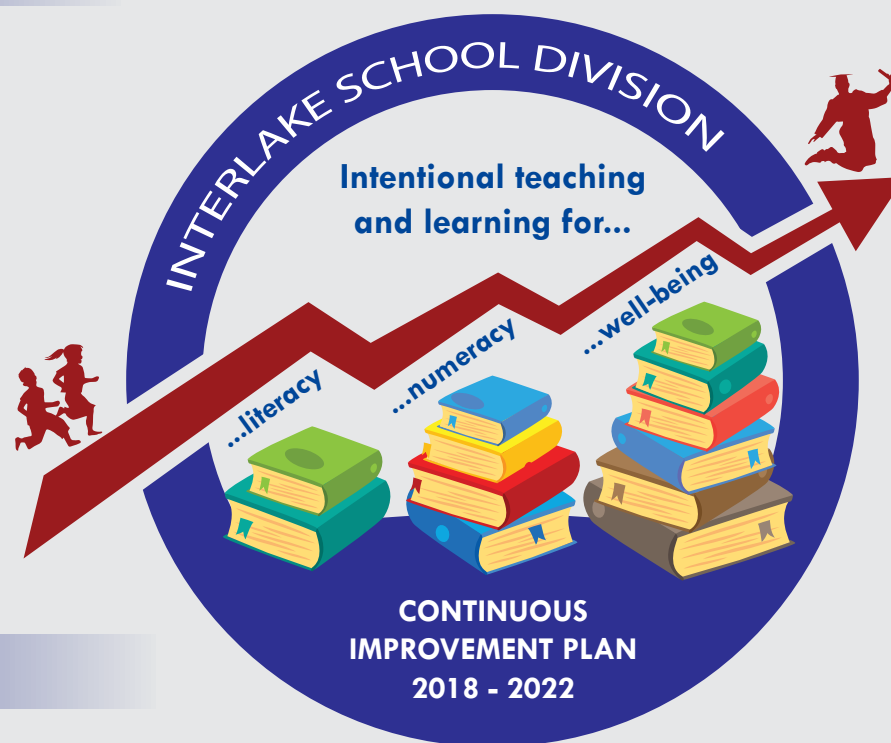 INTERLAKE SCHOOL DIVISION
Intentional teaching
and learning for...
...literacy
...numeracy
...well-being
CONTINUOUS
IMPROVEMENT PLAN
2018 - 2022